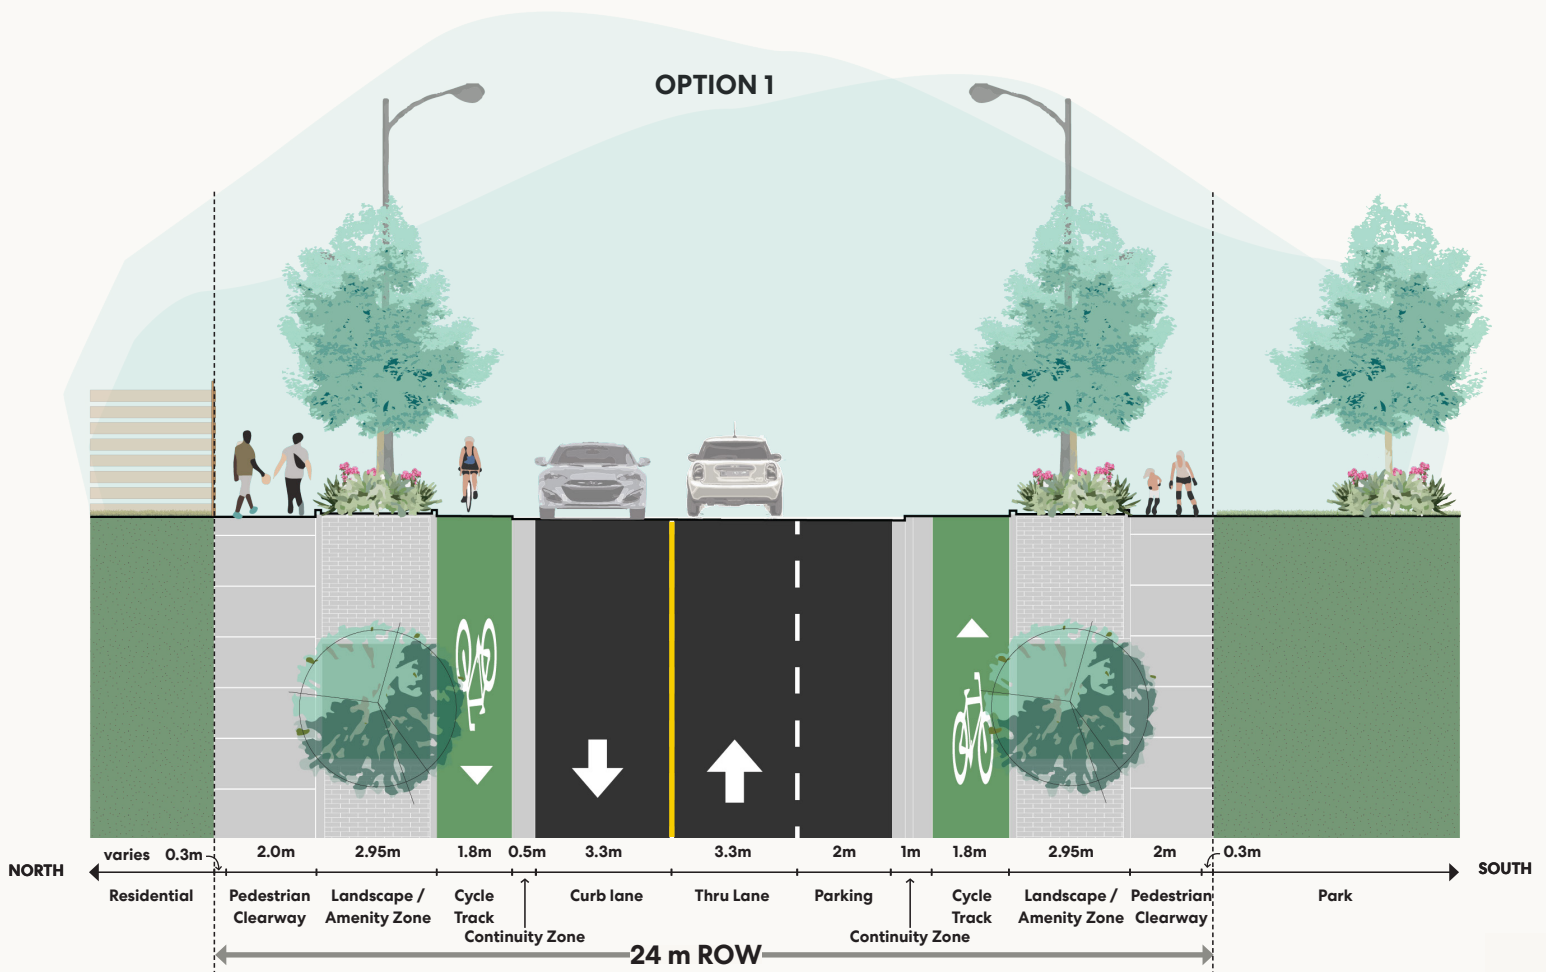 OPTION 1
varies 0.3m 2.0m 2.95m 1.8m 0.5m 3.3m 3.3m 2m 1m 1.8m 2.95m 2m 0.3m
NORTH SOUTH
Residential Pedestrian Landscape / Cycle Curb lane Thru Lane Parking Cycle Landscape / Pedestrian Park
Clearway Amenity Zone Track Track Amenity Zone Clearway
Continuity Zone Continuity Zone
24 m ROW